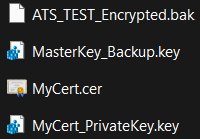 ATS_TEST_Encrypted.bak
MasterKey_Backup.key
MyCert.cer
MyCert_PrivateKey.key